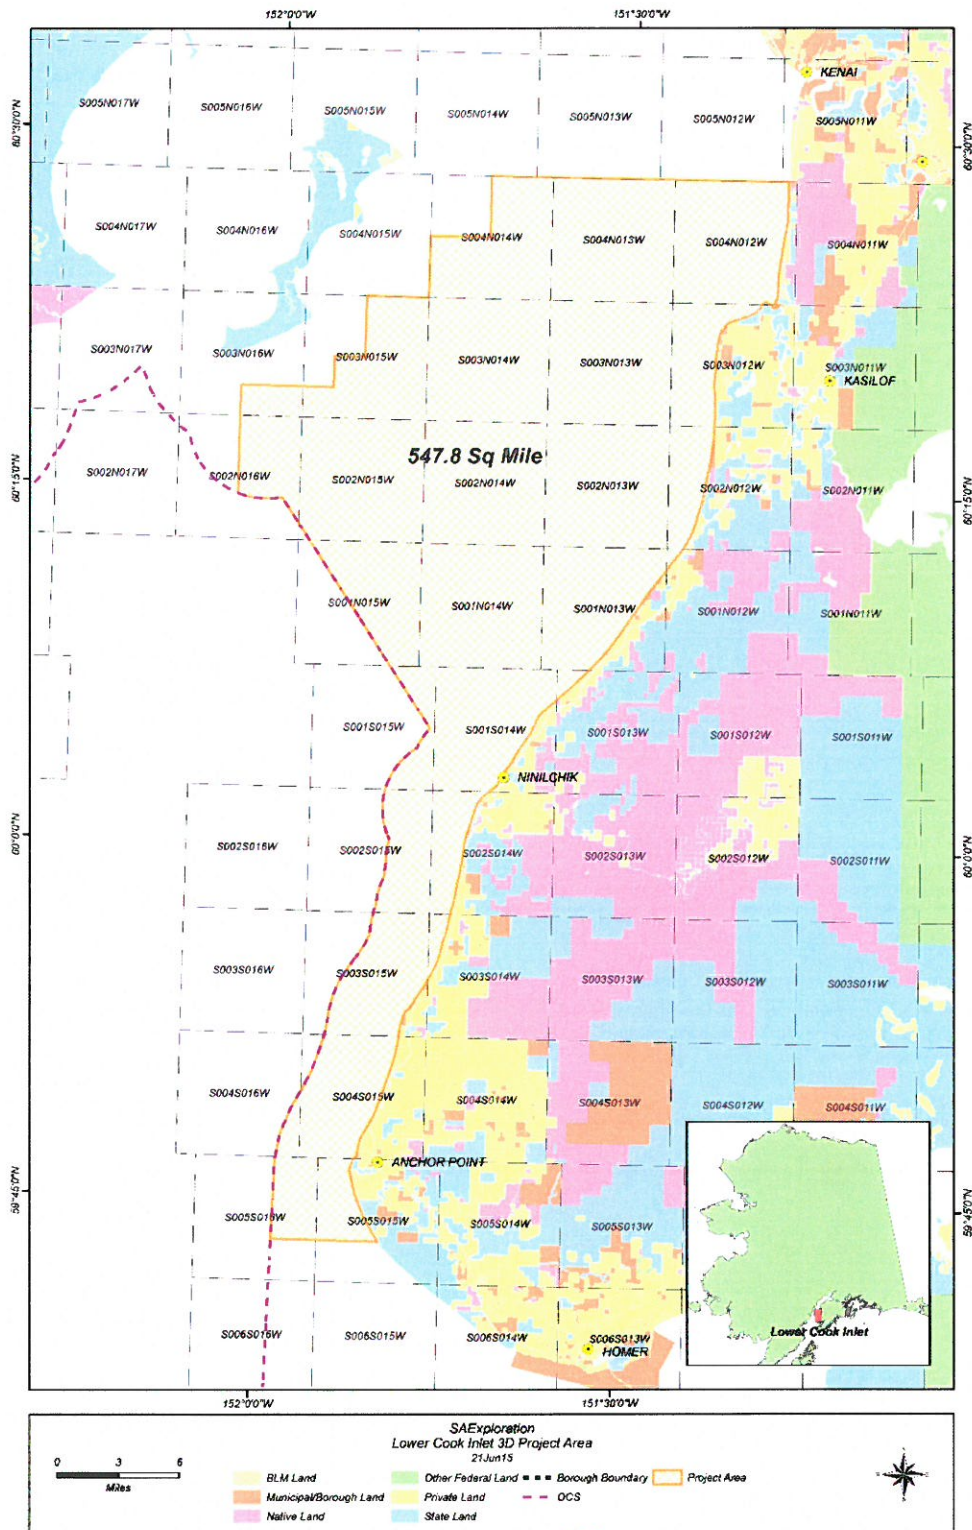 152°0'0"W 151°30'0"W
KENAI
S005N017W S005N016W S005N015W S005N014W S005N013W S005N012W S005N011W
60°30'0"N 60°30'0"N
S004N017W S004N016W S004N015W S004N014W S004N013W S004N012W S004N011W
S003N017W S003N016W S003N015W S003N014W S003N013W S003N012W S003N011W
KASILOF
547.8 Sq Mile
S002N017W S002N016W S002N015W S002N014W S002N013W S002N012W S002N011W
60°15'0"N 60°15'0"N
S001N015W S001N014W S001N013W S001N012W S001N011W
S001S015W S001S014W S001S013W S001S012W S001S011W
NINILCHIK
60°0'0"N 60°0'0"N
S002S016W S002S015W S002S014W S002S013W S002S012W S002S011W
S003S016W S003S015W S003S014W S003S013W S003S012W S003S011W
S004S016W S004S015W S004S014W S004S013W S004S012W S004S011W
ANCHOR POINT
59°45'0"N 59°45'0"N
S005S016W S005S015W S005S014W S005S013W
Lower Cook Inlet
S006S016W S006S015W S006S014W S006S013W
HOMER
152°0'0"W 151°30'0"W
SAExploration
Lower Cook Inlet 3D Project Area
21Jun15
0 3 6
Miles
BLM Land Other Federal Land Borough Boundary Project Area
Municipal/Borough Land Private Land OCS
Native Land State Land